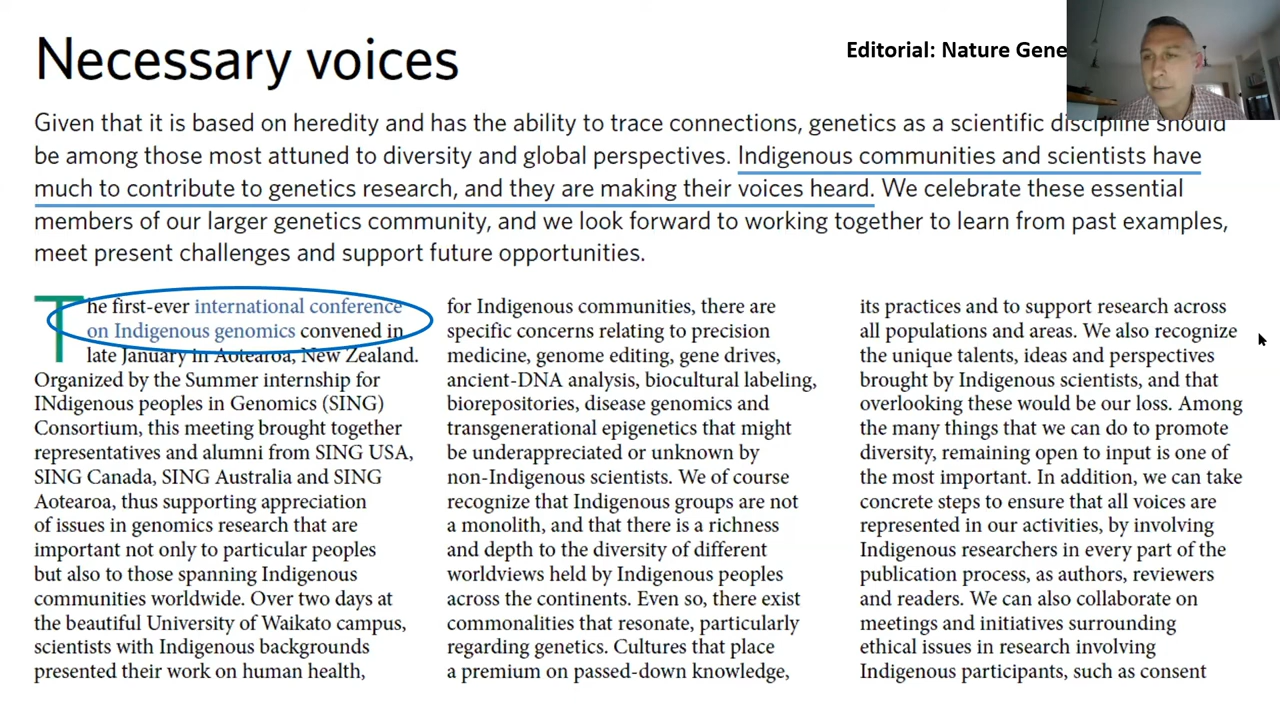 Necessary voices
Editorial: Nature Gene
Given that it is based on heredity and has the ability to trace connections, genetics as a scientific discipline should
be among those most attuned to diversity and global perspectives. Indigenous communities and scientists have
much to contribute to genetics research, and they are making their voices heard. We celebrate these essential
members of our larger genetics community, and we look forward to working together to learn from past examples,
meet present challenges and support future opportunities.
The first-ever international conference
on Indigenous genomics convened in
late January in Aotearoa, New Zealand.
Organized by the Summer internship for
INdigenous peoples in Genomics (SING)
Consortium, this meeting brought together
representatives and alumni from SING USA,
SING Canada, SING Australia and SING
Aotearoa, thus supporting appreciation
of issues in genomics research that are
important not only to particular peoples
but also to those spanning Indigenous
communities worldwide. Over two days at
the beautiful University of Waikato campus,
scientists with Indigenous backgrounds
presented their work on human health,
for Indigenous communities, there are
specific concerns relating to precision
medicine, genome editing, gene drives,
ancient-DNA analysis, biocultural labeling,
biorepositories, disease genomics and
transgenerational epigenetics that might
be underappreciated or unknown by
non-Indigenous scientists. We of course
recognize that Indigenous groups are not
a monolith, and that there is a richness
and depth to the diversity of different
worldviews held by Indigenous peoples
across the continents. Even so, there exist
commonalities that resonate, particularly
regarding genetics. Cultures that place
a premium on passed-down knowledge,
its practices and to support research across
all populations and areas. We also recognize
the unique talents, ideas and perspectives
brought by Indigenous scientists, and that
overlooking these would be our loss. Among
the many things that we can do to promote
diversity, remaining open to input is one of
the most important. In addition, we can take
concrete steps to ensure that all voices are
represented in our activities, by involving
Indigenous researchers in every part of the
publication process, as authors, reviewers
and readers. We can also collaborate on
meetings and initiatives surrounding
ethical issues in research involving
Indigenous participants, such as consent